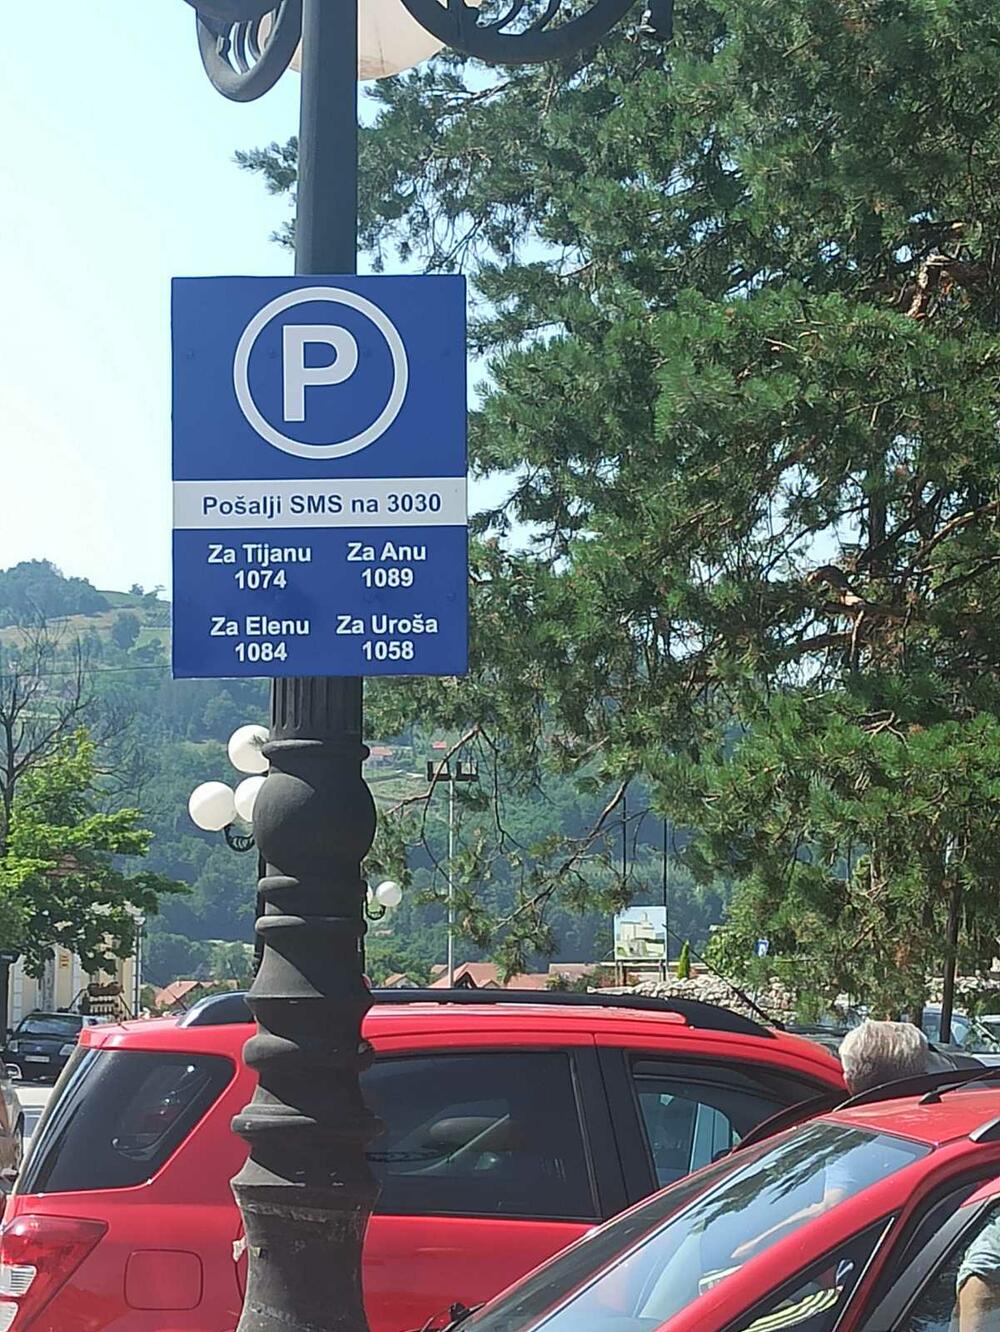 P
Pošalji SMS na 3030
Za Tijanu Za Anu
1074 1089
Za Elenu Za Uroša
1084 1058